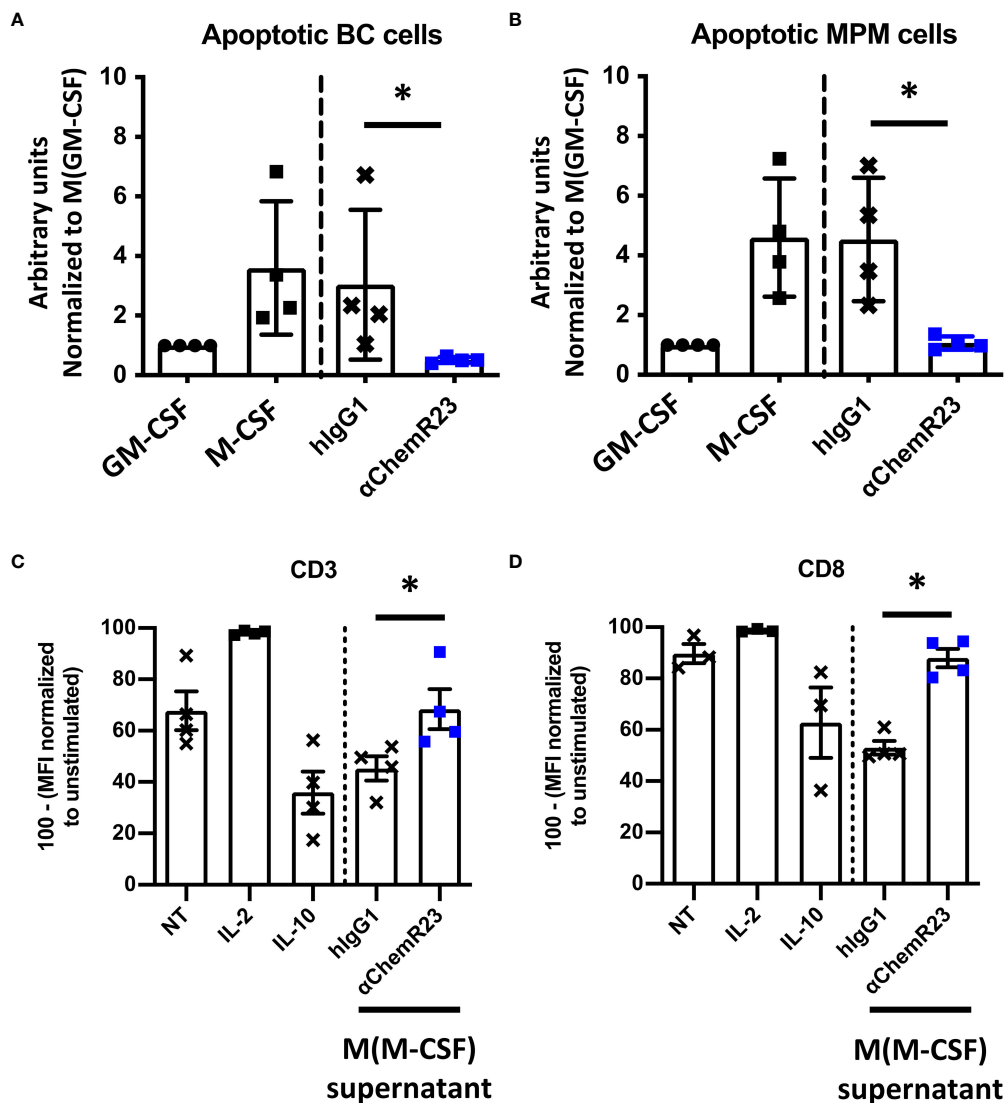 A
Apoptotic BC cells
Arbitrary units
Normalized to M(GM-CSF)
10
8
6
4
2
0
*
GM-CSF
M-CSF
hIgG1
αChemR23
B
Apoptotic MPM cells
Arbitrary units
Normalized to M(GM-CSF)
10
8
6
4
2
0
*
GM-CSF
M-CSF
hIgG1
αChemR23
C
CD3
100 - (MFI normalized
to unstimulated)
100
80
60
40
20
0
*
NT
IL-2
IL-10
hIgG1
αChemR23
M(M-CSF)
supernatant
D
CD8
100 - (MFI normalized
to unstimulated)
100
80
60
40
20
0
*
NT
IL-2
IL-10
hIgG1
αChemR23
M(M-CSF)
supernatant